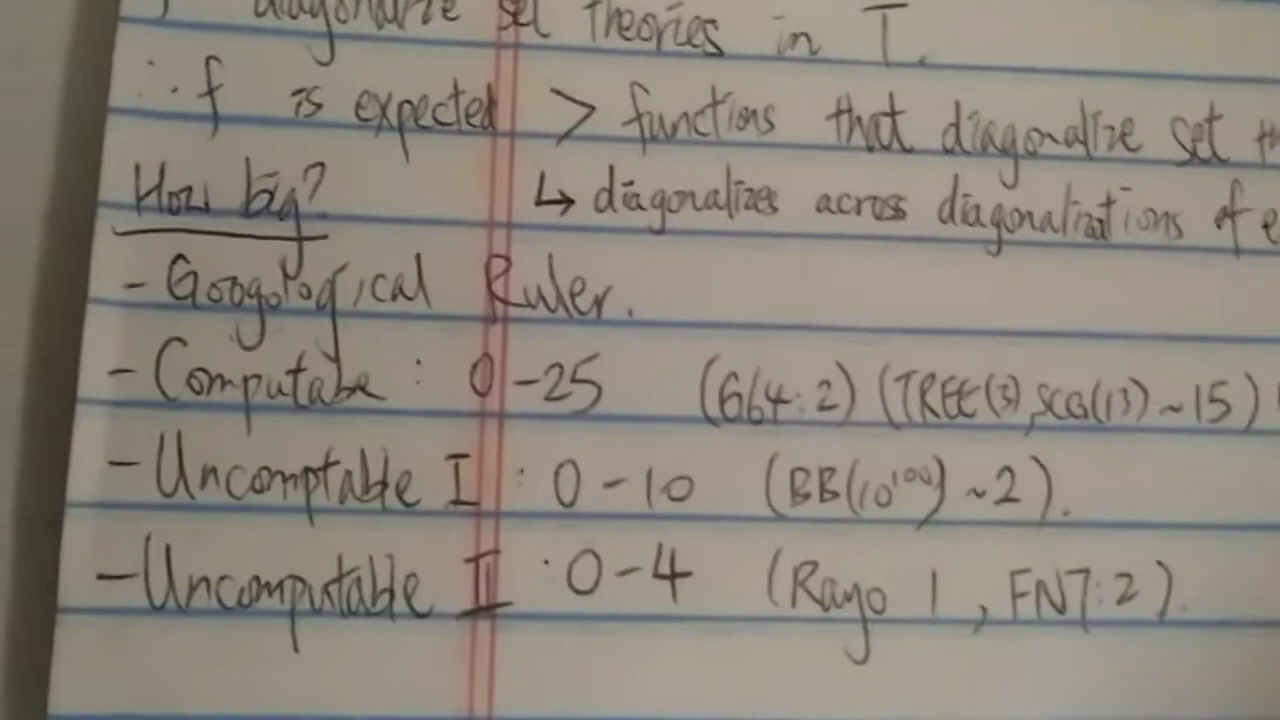 diagonalize set theories in T.
∴ f is expected > functions that diagonalize set
How big? ↳ diagonalizes across diagonalizations of
- Googological Ruler.
- Computabe : 0-25 (G64:2) (TREE(3), SCG(13) ~15)
- Uncomptable I : 0-10 (BB(10^100) ~2).
- Uncomputable II : 0-4 (Rayo 1, FN7:2).